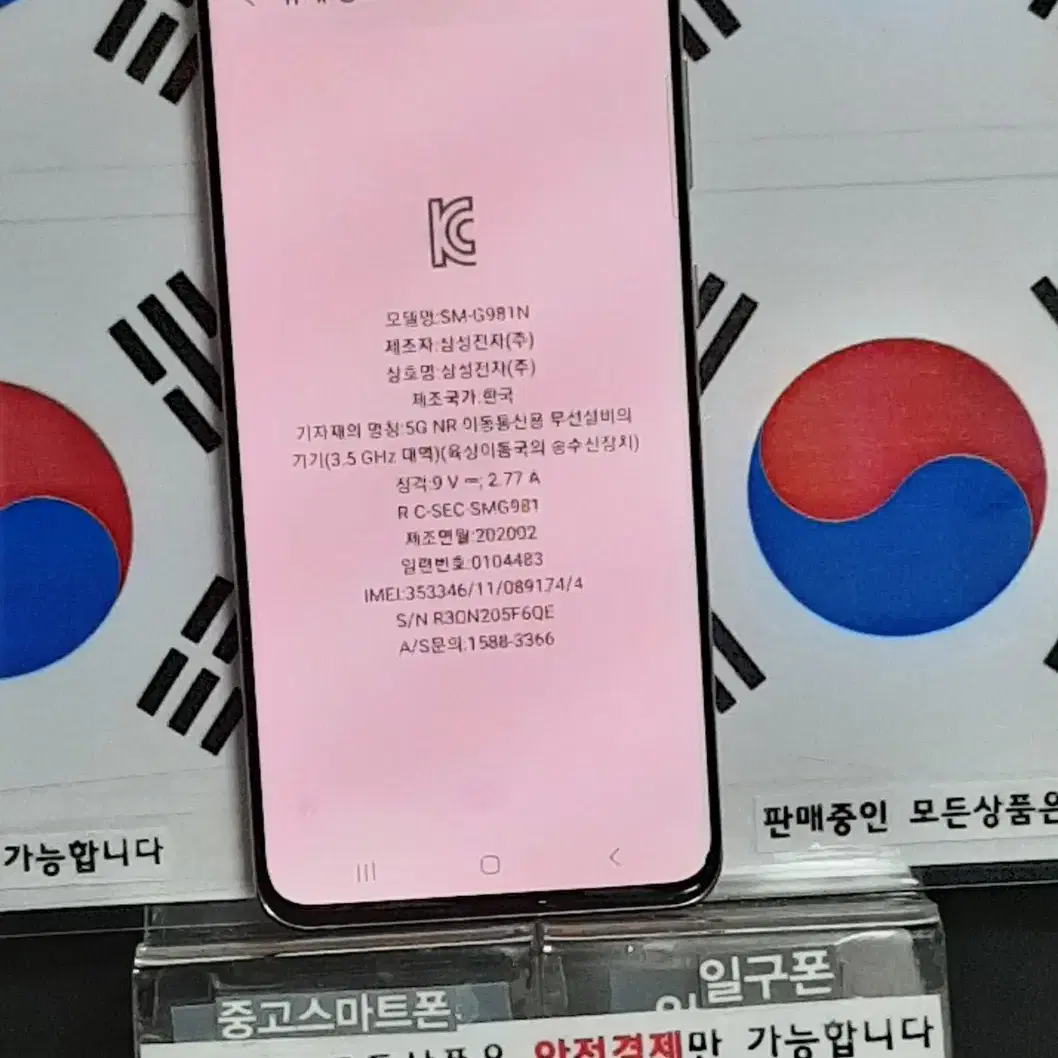 모델명:SM-G981N
제조자:삼성전자(주)
상호명:삼성전자(주)
제조국가:한국
기자재의 명칭:5G NR 이동통신용 무선설비의
기기(3.5 GHz 대역)(육상이동국의 송수신장치)
정격:9 V ⎓; 2.77 A
R C-SEC-SMG981
제조연월:202002
일련번호:0104483
IMEI:353346/11/089174/4
S/N:R3CN205F6QE
A/S문의:1588-3366
판매중인 모든상품은
가능합니다
일구폰
중고스마트폰
안전결제만 가능합니다